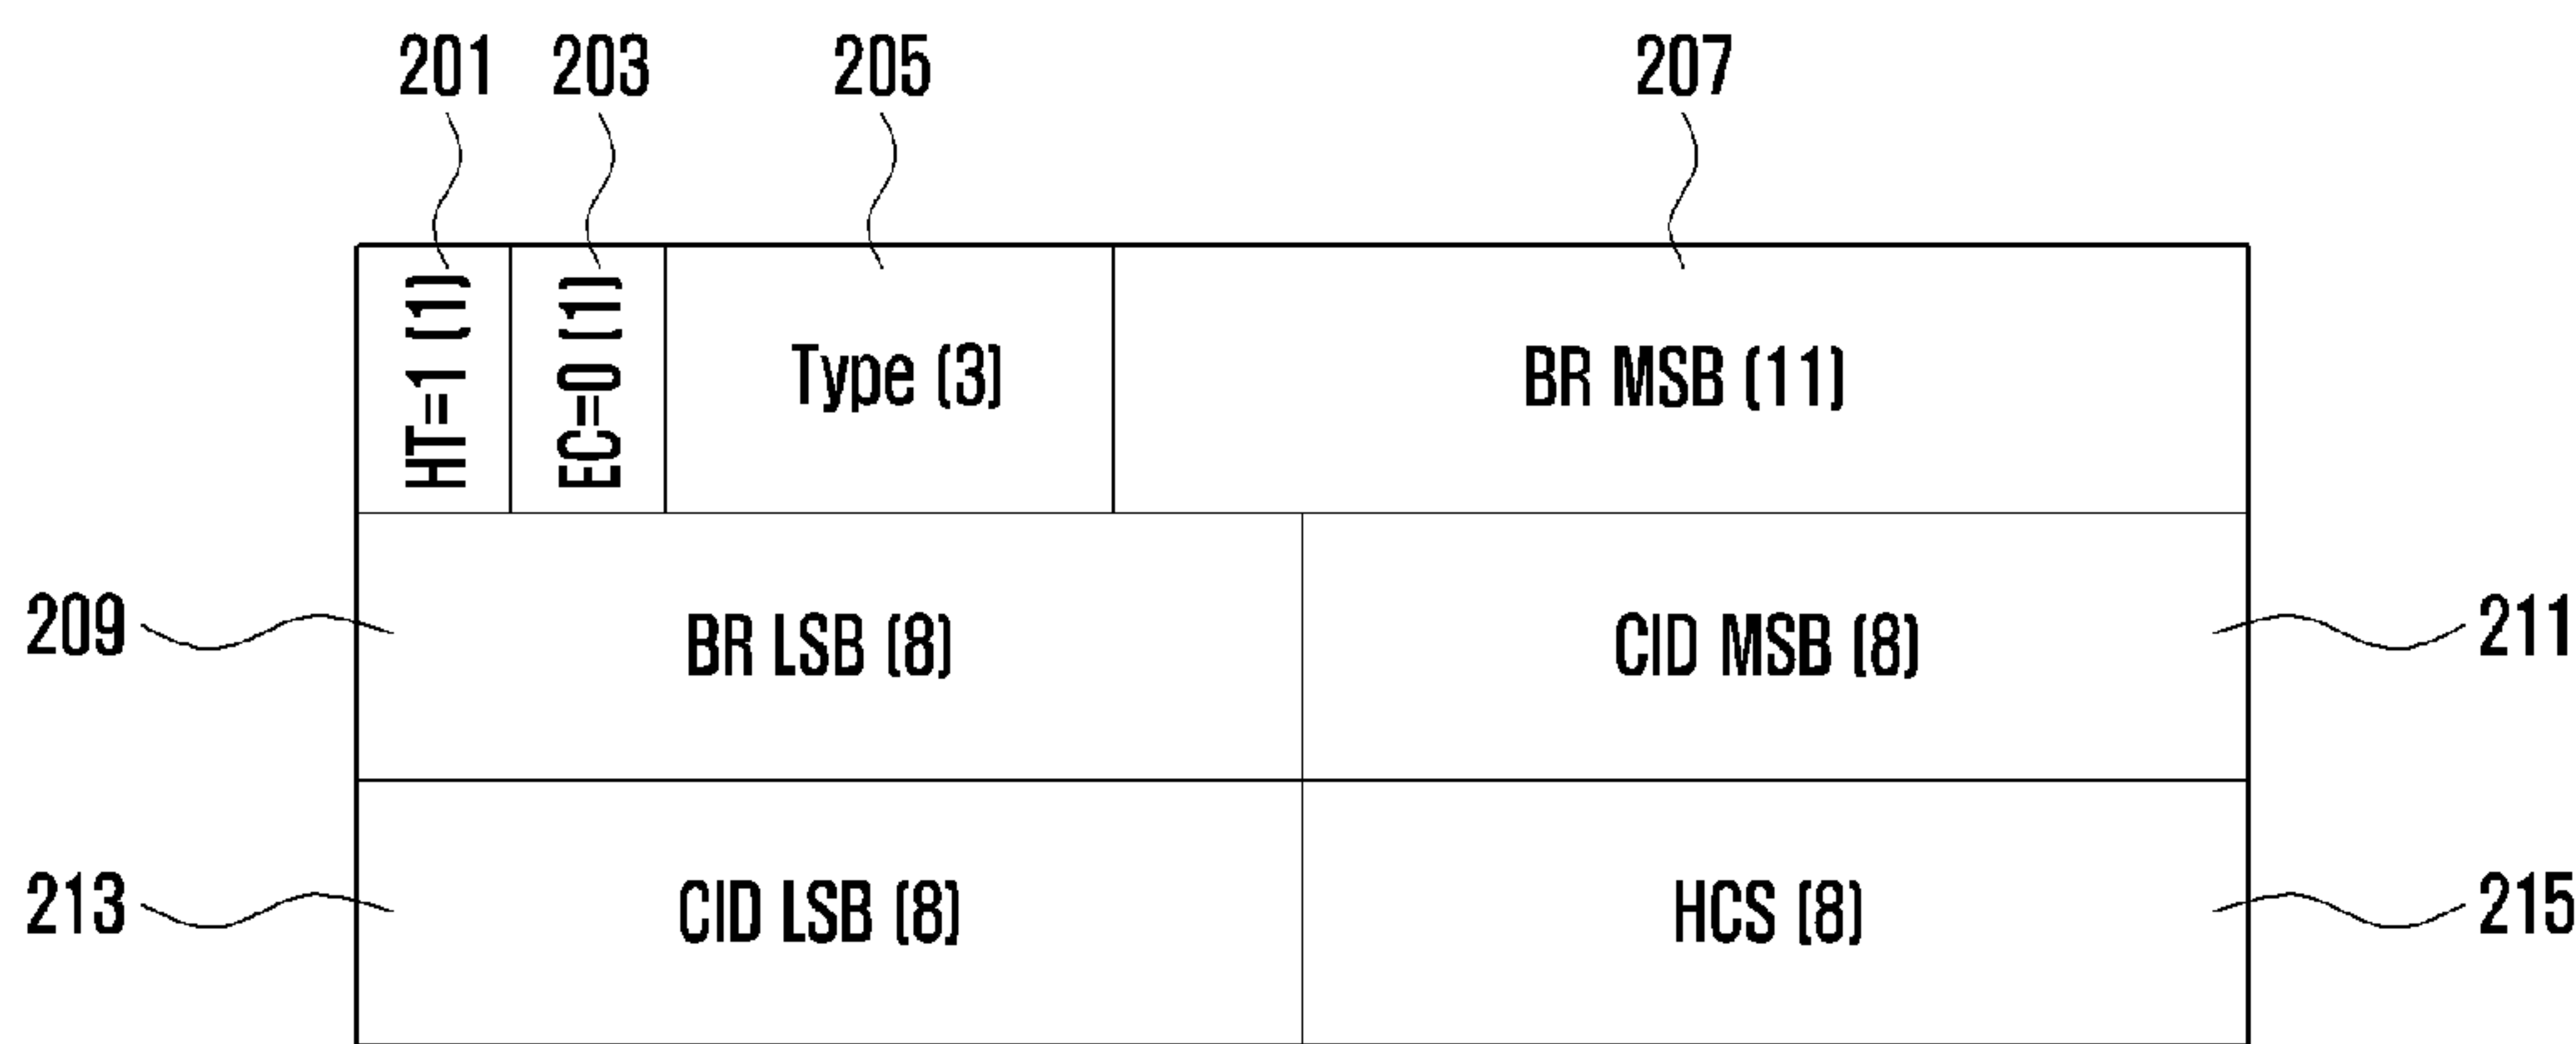 201 203 205 207
HT=1 (1) EC=0 (1) Type (3) BR MSB (11)
209 BR LSB (8) CID MSB (8) 211
213 CID LSB (8) HCS (8) 215